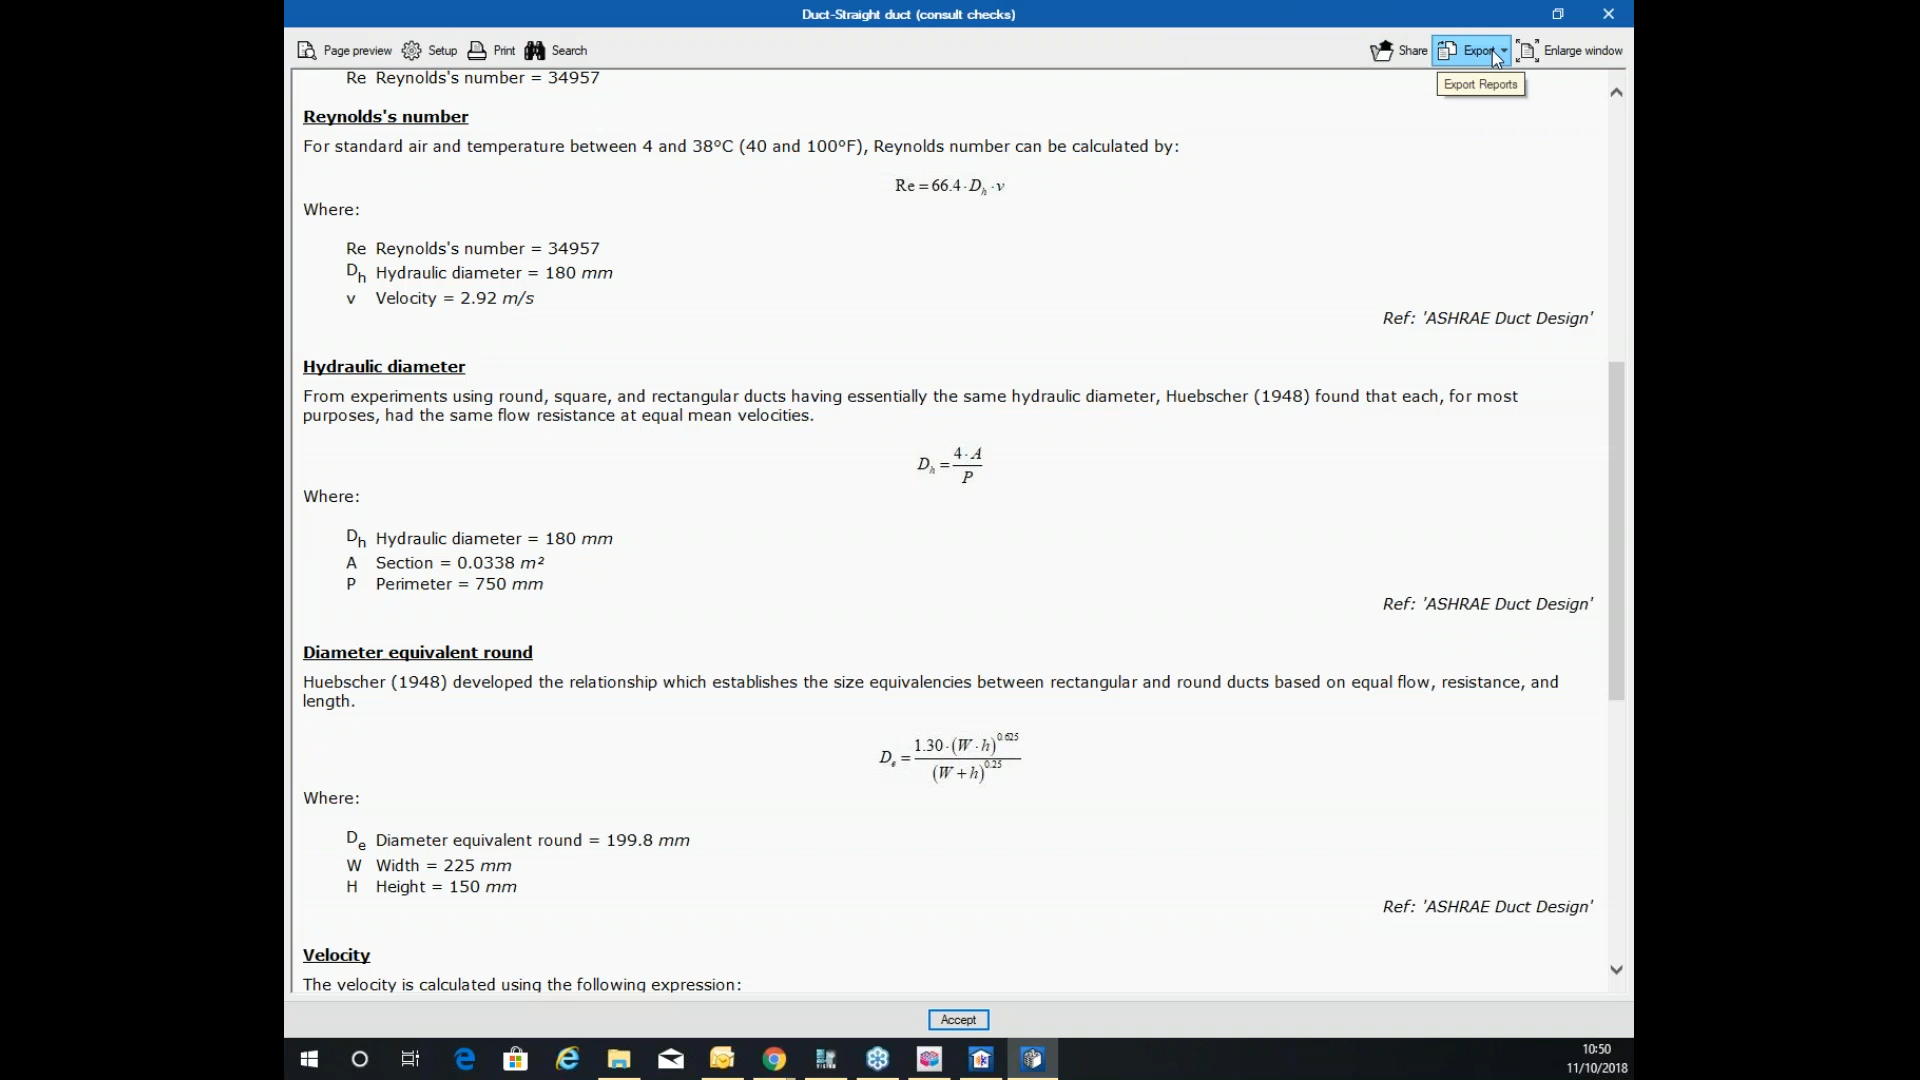 Duct-Straight duct (consult checks)
Page preview Setup Print Search Share Export Enlarge window
Export Reports
Re Reynolds's number = 34957
Reynolds's number
For standard air and temperature between 4 and 38°C (40 and 100°F), Reynolds number can be calculated by:
Re = 66.4 · D_h · v
Where:
Re Reynolds's number = 34957
D_h Hydraulic diameter = 180 mm
v Velocity = 2.92 m/s
Ref: 'ASHRAE Duct Design'
Hydraulic diameter
From experiments using round, square, and rectangular ducts having essentially the same hydraulic diameter, Huebscher (1948) found that each, for most
purposes, had the same flow resistance at equal mean velocities.
D_h = 4 · A / P
Where:
D_h Hydraulic diameter = 180 mm
A Section = 0.0338 m²
P Perimeter = 750 mm
Ref: 'ASHRAE Duct Design'
Diameter equivalent round
Huebscher (1948) developed the relationship which establishes the size equivalencies between rectangular and round ducts based on equal flow, resistance, and
length.
D_e = 1.30 · (W · h)^0.625 / (W + h)^0.25
Where:
D_e Diameter equivalent round = 199.8 mm
W Width = 225 mm
H Height = 150 mm
Ref: 'ASHRAE Duct Design'
Velocity
The velocity is calculated using the following expression:
Accept
10:50
11/10/2018